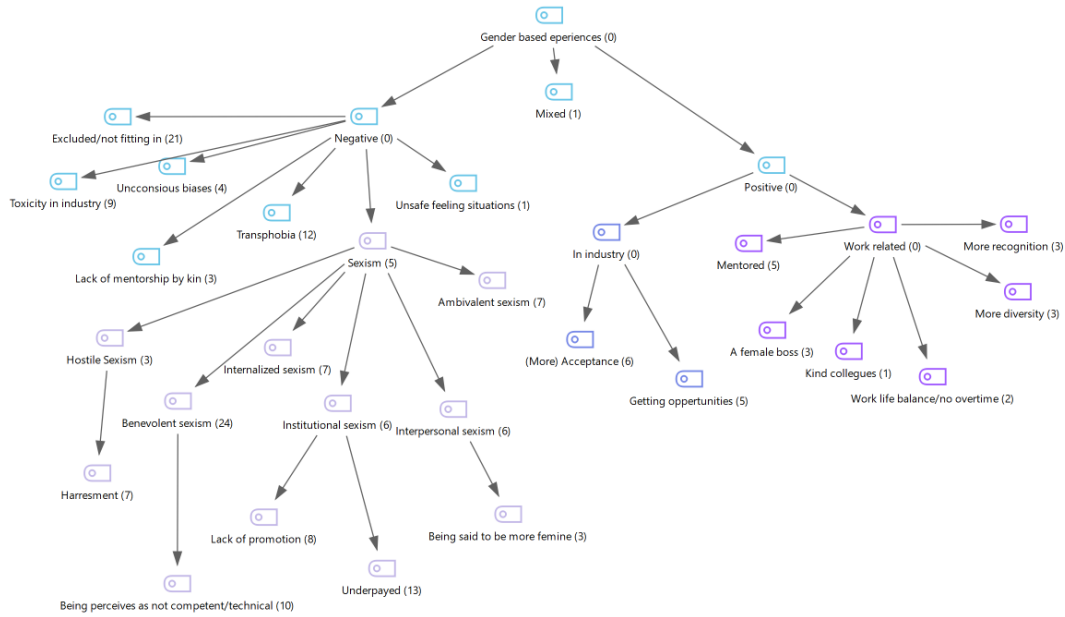 Gender based eperiences (0)
Mixed (1)
Excluded/not fitting in (21)
Negative (0)
Uncconsious biases (4)
Positive (0)
Toxicity in industry (9)
Unsafe feeling situations (1)
Transphobia (12)
In industry (0)
Work related (0)
More recognition (3)
Mentored (5)
Lack of mentorship by kin (3)
Sexism (5)
Ambivalent sexism (7)
More diversity (3)
Hostile Sexism (3)
(More) Acceptance (6)
A female boss (3)
Internalized sexism (7)
Kind collegues (1)
Getting oppertunities (5)
Work life balance/no overtime (2)
Benevolent sexism (24)
Institutional sexism (6)
Interpersonal sexism (6)
Harresment (7)
Lack of promotion (8)
Being said to be more femine (3)
Underpayed (13)
Being perceives as not competent/technical (10)